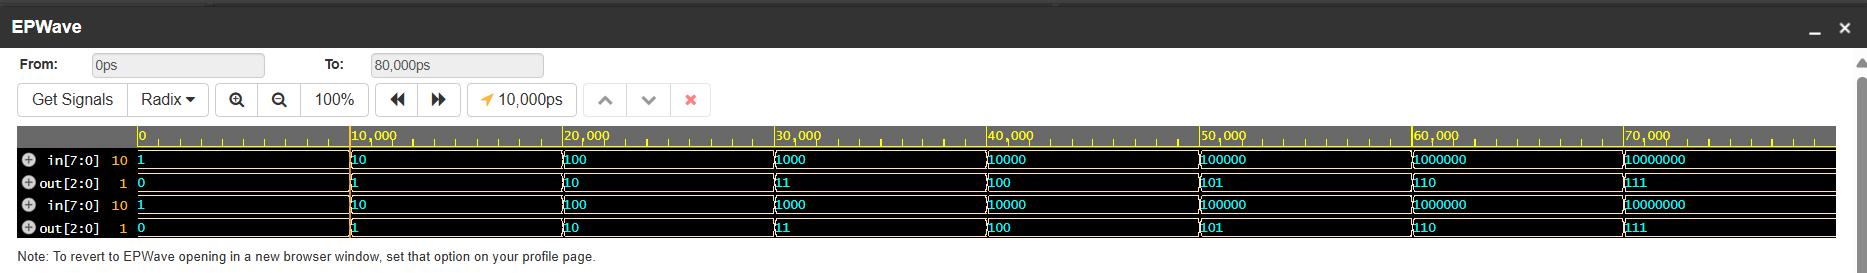 EPWave
From: 0ps To: 80,000ps
Get Signals Radix 100% 10,000ps
0 10,000 20,000 30,000 40,000 50,000 60,000 70,000
in[7:0] 10 1 10 100 1000 10000 100000 1000000 10000000
out[2:0] 1 0 1 10 11 100 101 110 111
in[7:0] 10 1 10 100 1000 10000 100000 1000000 10000000
out[2:0] 1 0 1 10 11 100 101 110 111
Note: To revert to EPWave opening in a new browser window, set that option on your profile page.